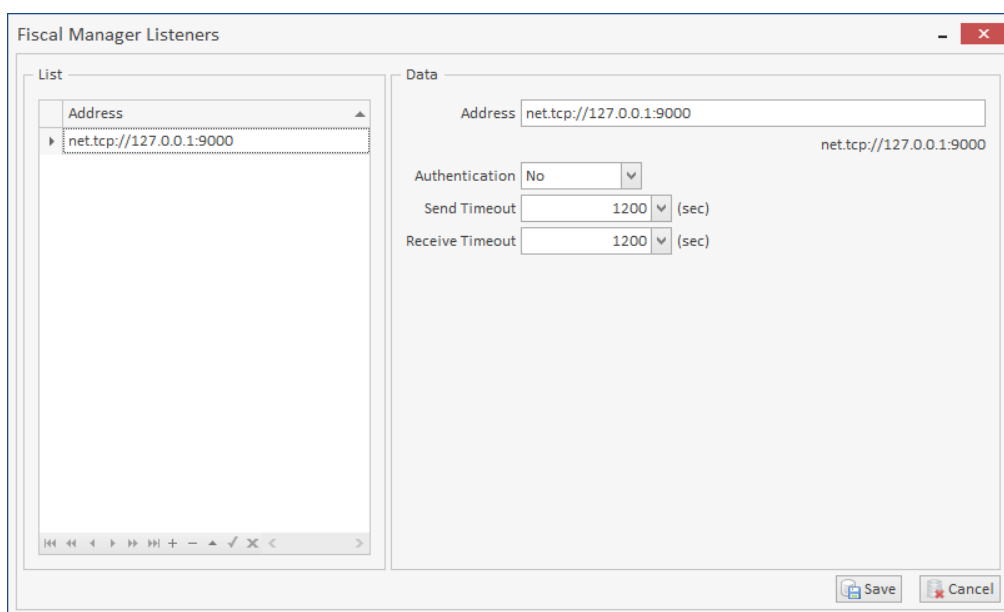 Fiscal Manager Listeners
List
Address
net.tcp://127.0.0.1:9000
Data
Address net.tcp://127.0.0.1:9000
net.tcp://127.0.0.1:9000
Authentication No
Send Timeout 1200 (sec)
Receive Timeout 1200 (sec)
Save Cancel